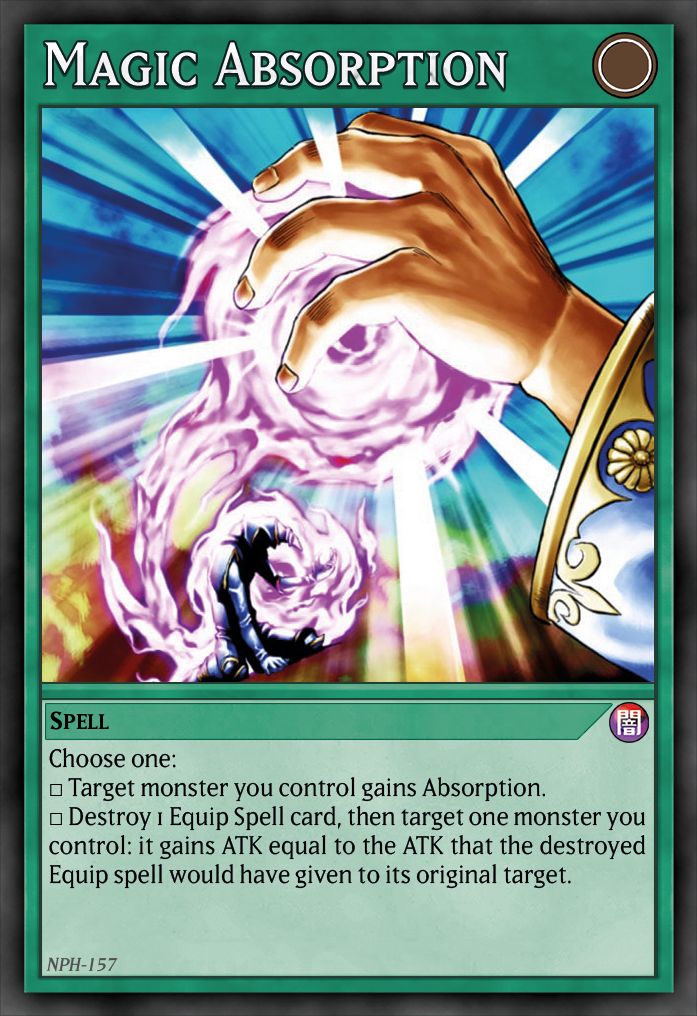 Magic Absorption
Spell
闇
Choose one:
□ Target monster you control gains Absorption.
□ Destroy 1 Equip Spell card, then target one monster you
control: it gains ATK equal to the ATK that the destroyed
Equip spell would have given to its original target.
NPH-157